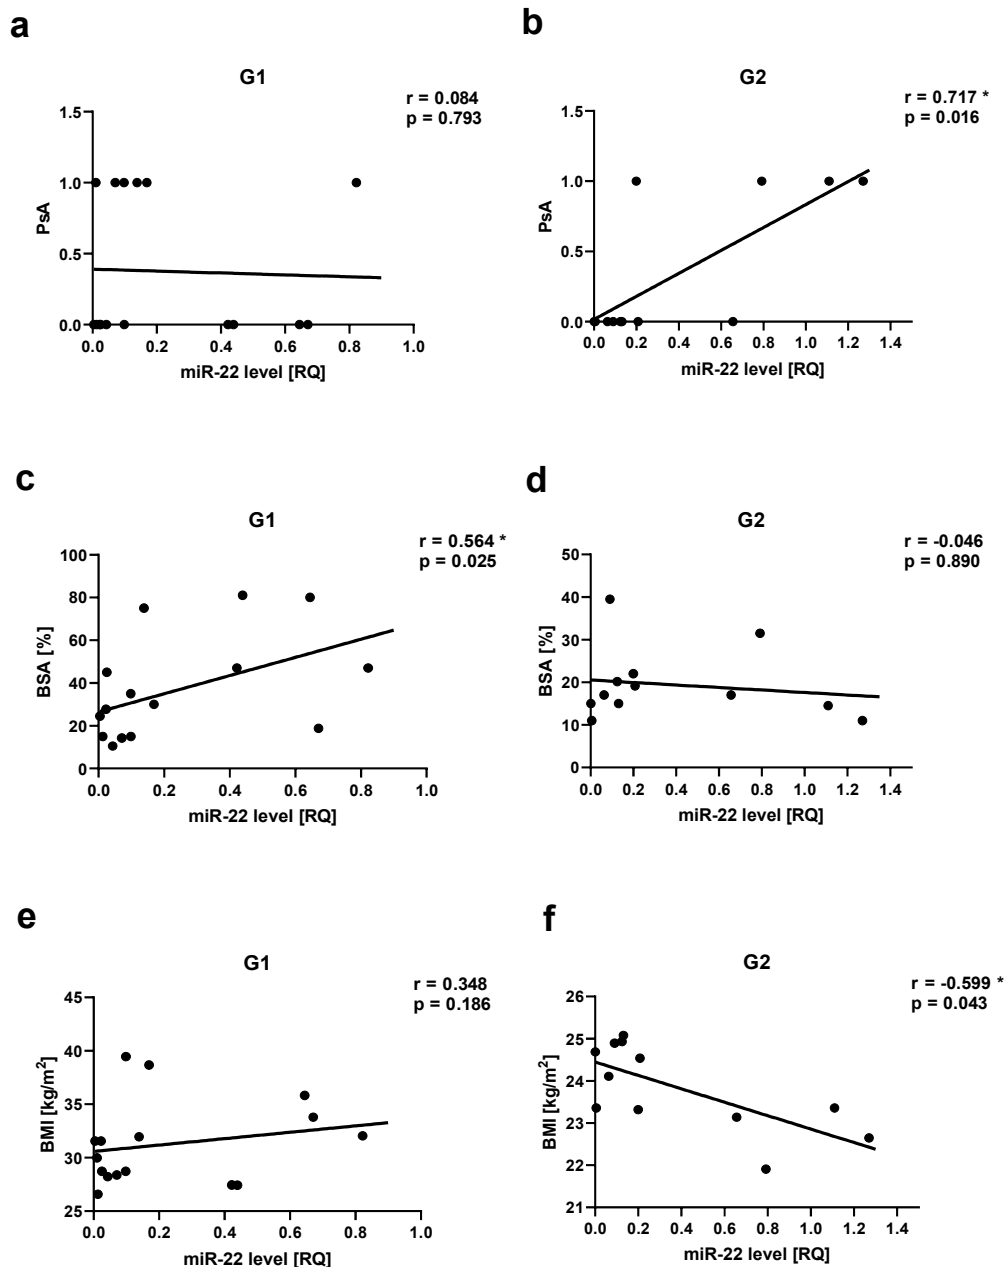 a
G1
r = 0.084
p = 0.793
1.5
1.0
0.5
0.0
PsA
0.0 0.2 0.4 0.6 0.8 1.0
miR-22 level [RQ]
b
G2
r = 0.717 *
p = 0.016
1.5
1.0
0.5
0.0
PsA
0.0 0.2 0.4 0.6 0.8 1.0 1.2 1.4
miR-22 level [RQ]
c
G1
r = 0.564 *
p = 0.025
100
80
60
40
20
0
BSA [%]
0.0 0.2 0.4 0.6 0.8 1.0
miR-22 level [RQ]
d
G2
r = -0.046
p = 0.890
50
40
30
20
10
0
BSA [%]
0.0 0.2 0.4 0.6 0.8 1.0 1.2 1.4
miR-22 level [RQ]
e
G1
r = 0.348
p = 0.186
45
40
35
30
25
BMI [kg/m²]
0.0 0.2 0.4 0.6 0.8 1.0
miR-22 level [RQ]
f
G2
r = -0.599 *
p = 0.043
26
25
24
23
22
21
BMI [kg/m²]
0.0 0.2 0.4 0.6 0.8 1.0 1.2 1.4
miR-22 level [RQ]